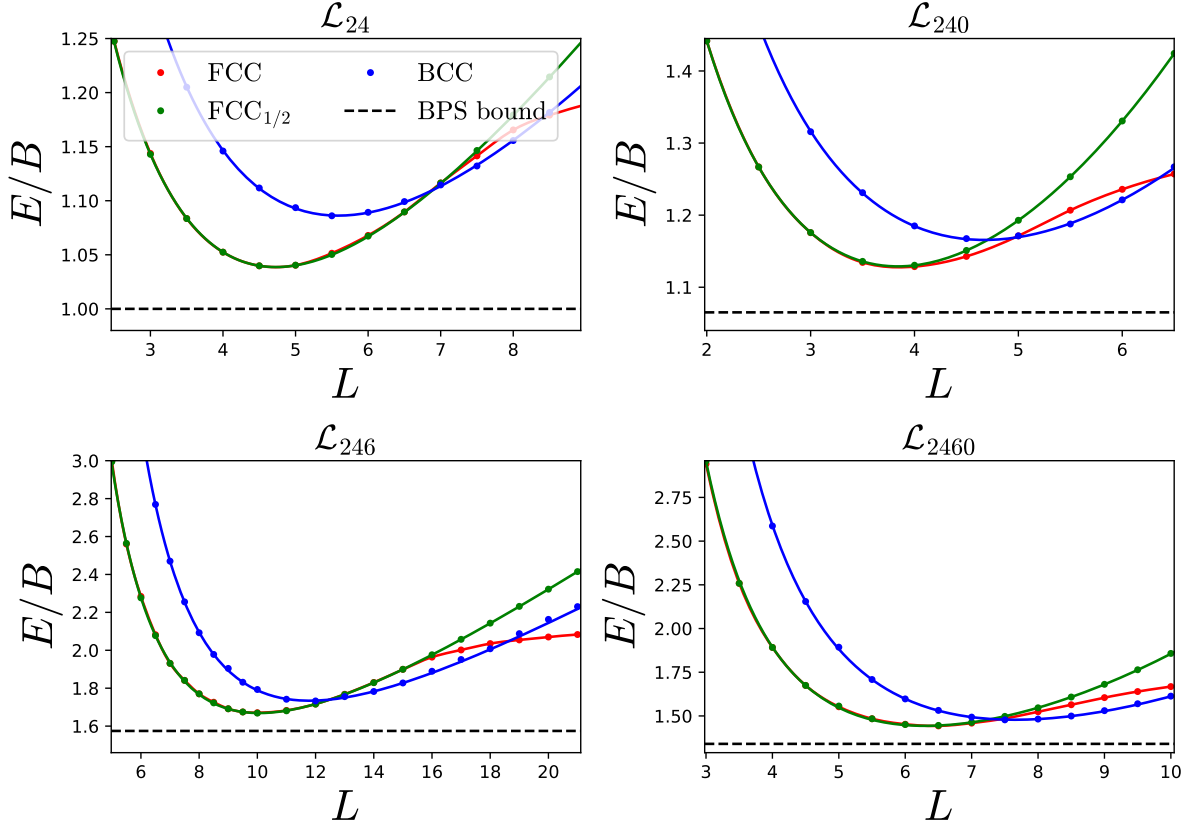 ℒ₂₄
1.25
1.20
1.15
1.10
1.05
1.00
E/B
FCC
FCC₁/₂
BCC
BPS bound
3 4 5 6 7 8
L
ℒ₂₄₀
1.4
1.3
1.2
1.1
E/B
2 3 4 5 6
L
ℒ₂₄₆
3.0
2.8
2.6
2.4
2.2
2.0
1.8
1.6
E/B
6 8 10 12 14 16 18 20
L
ℒ₂₄₆₀
2.75
2.50
2.25
2.00
1.75
1.50
E/B
3 4 5 6 7 8 9 10
L